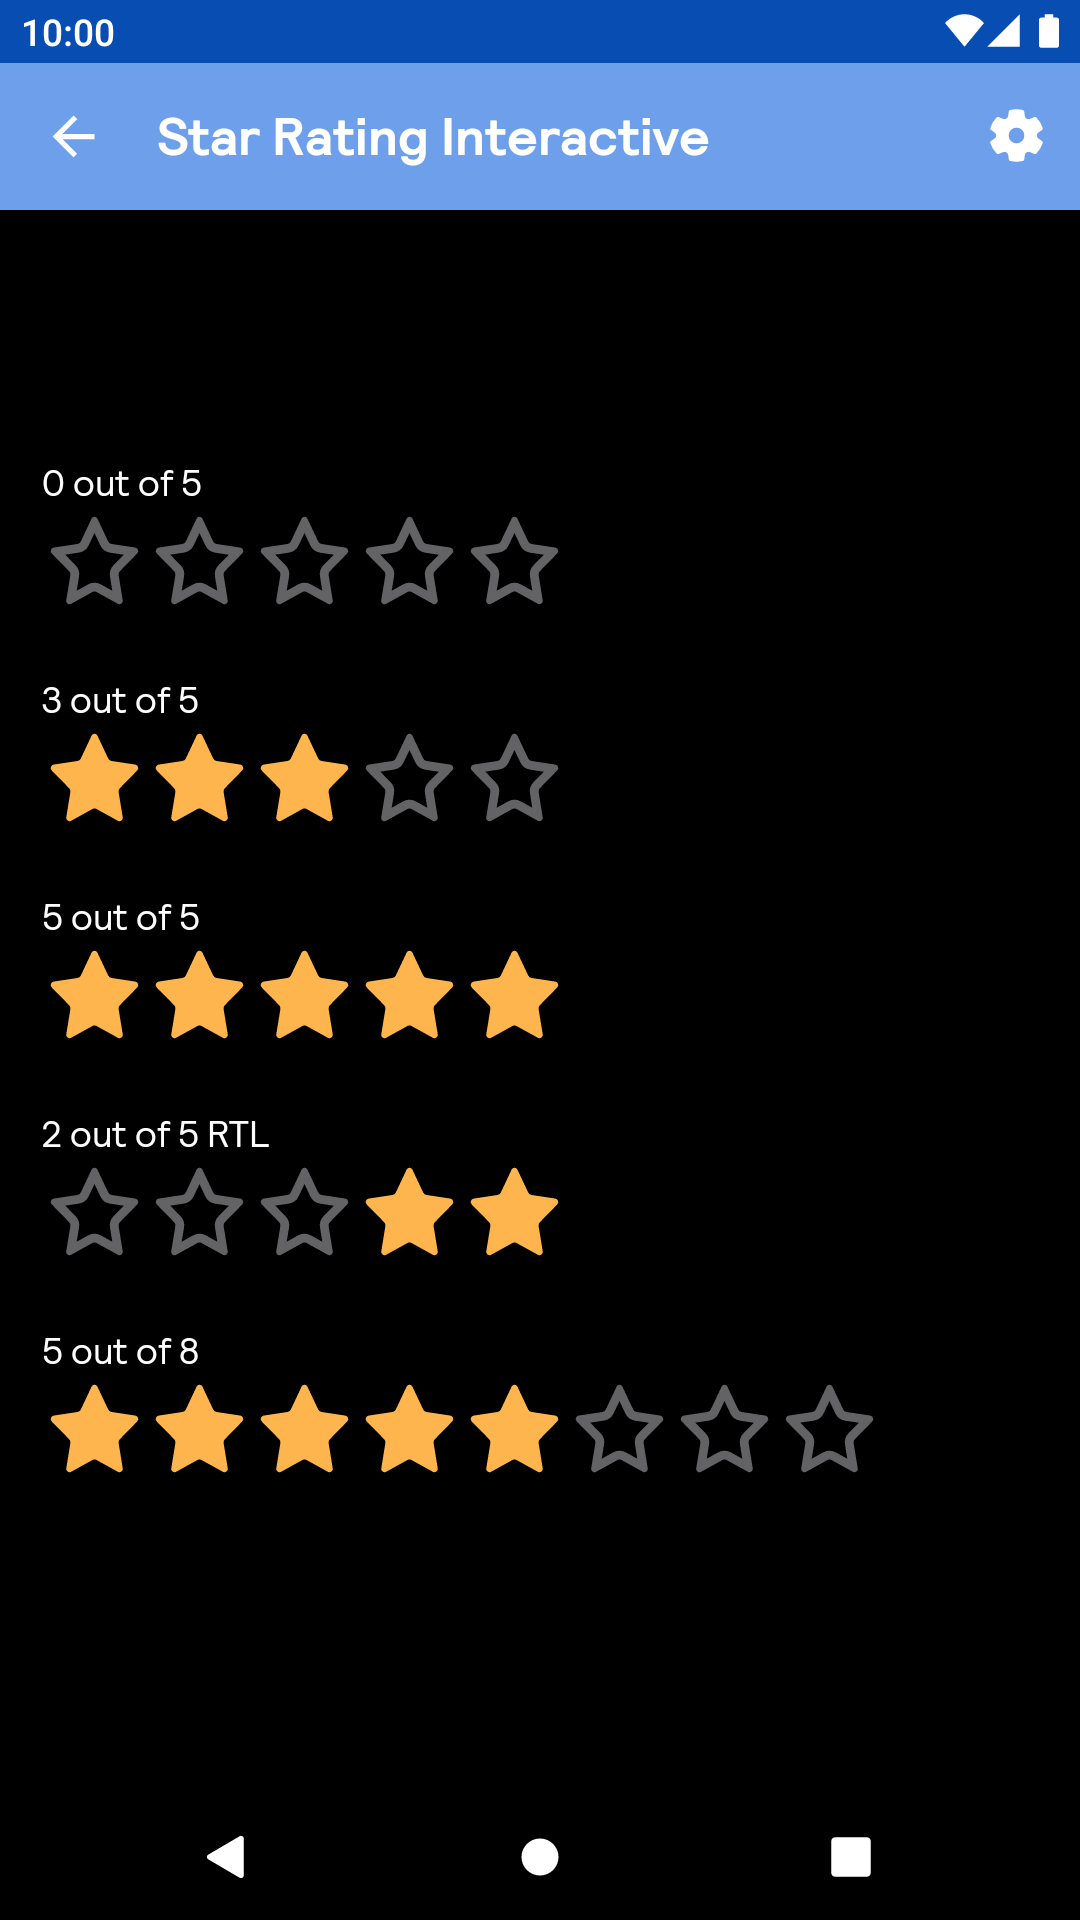 10:00
Star Rating Interactive
0 out of 5
3 out of 5
5 out of 5
2 out of 5 RTL
5 out of 8